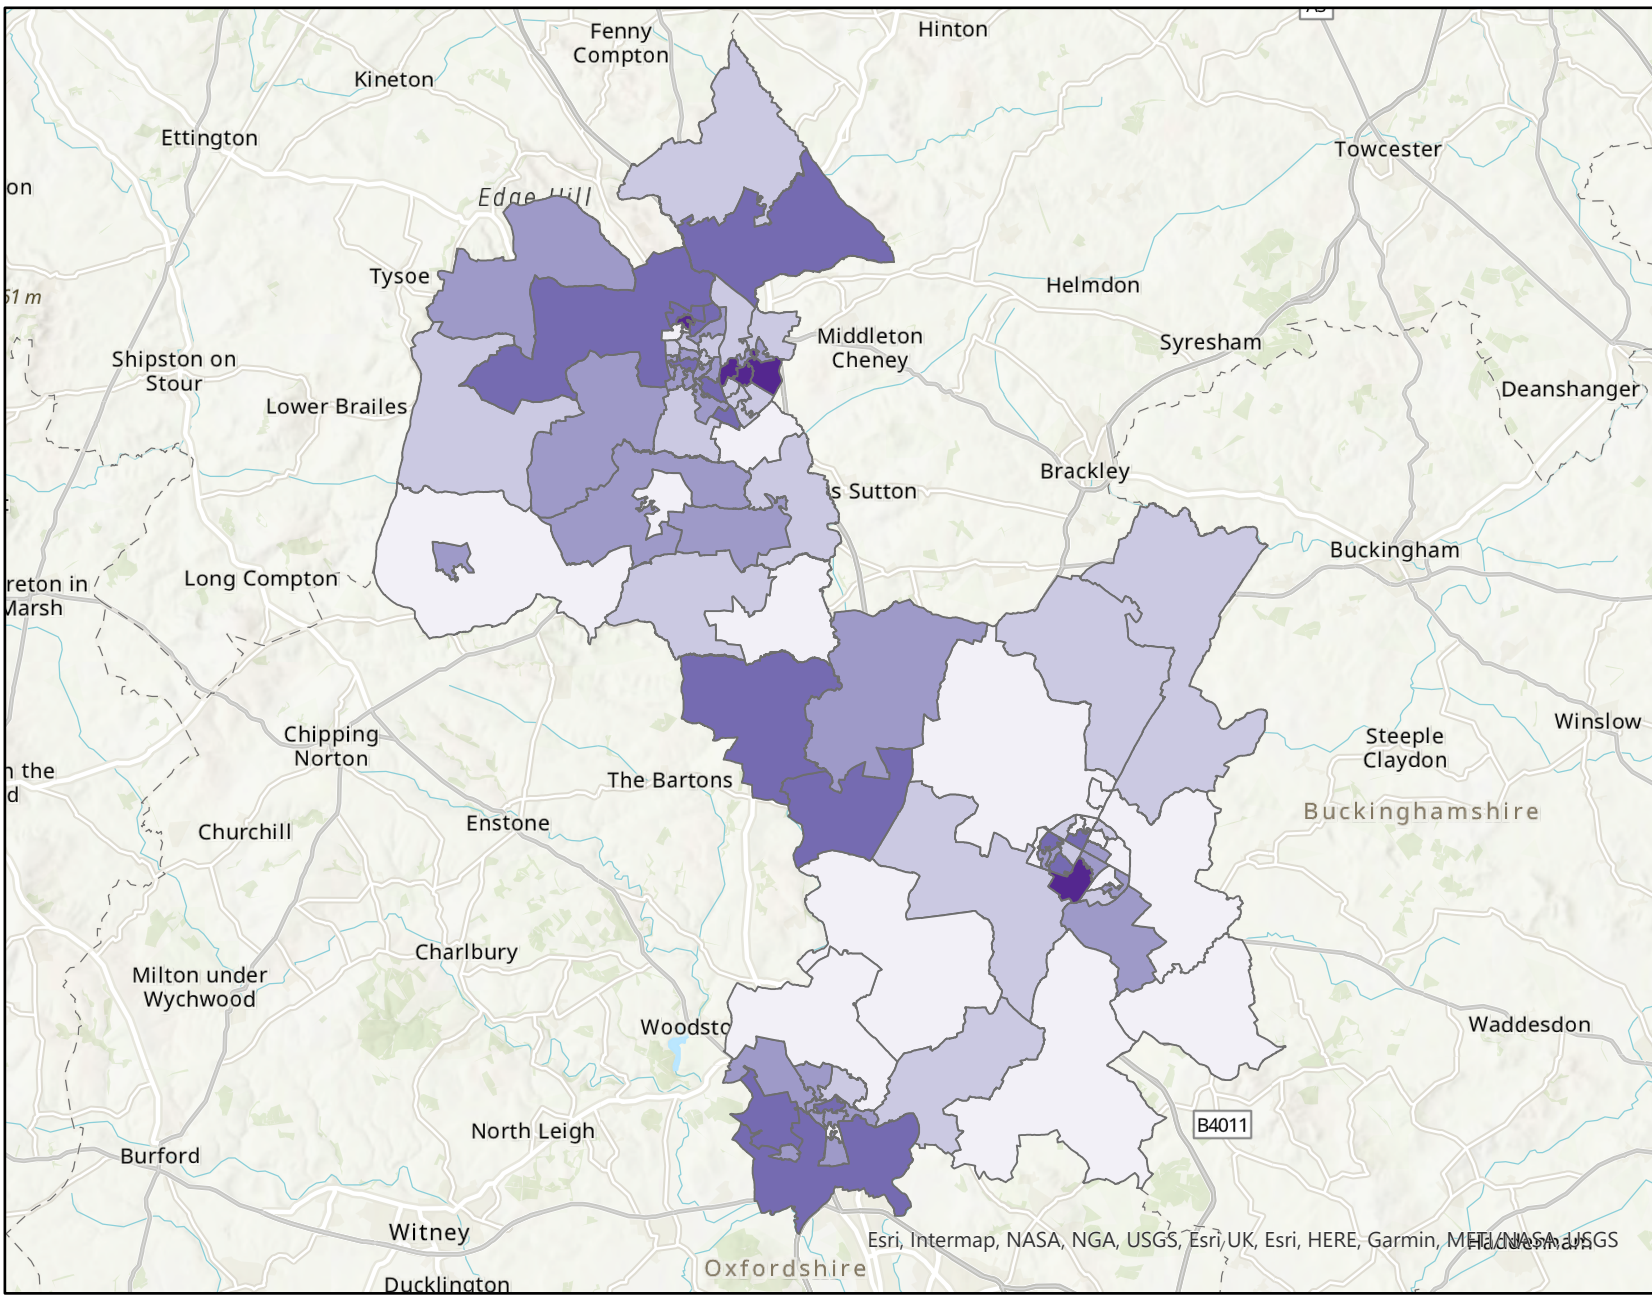 A5
Fenny
Compton
Hinton
Kineton
Ettington
Towcester
on
Edge Hill
Tysoe
Helmdon
51 m
Middleton
Cheney
Syresham
Shipston on
Stour
Deanshanger
Lower Brailes
Brackley
s Sutton
Buckingham
Long Compton
reton in
Marsh
Chipping
Norton
Winslow
Steeple
Claydon
n the
d
The Bartons
Buckinghamshire
Churchill
Enstone
Charlbury
Milton under
Wychwood
Woodsto
Waddesdon
North Leigh
B4011
Burford
Witney
Esri, Intermap, NASA, NGA, USGS, Esri UK, Esri, HERE, Garmin, METI/NASA, USGS
Haddenham
Oxfordshire
Ducklington